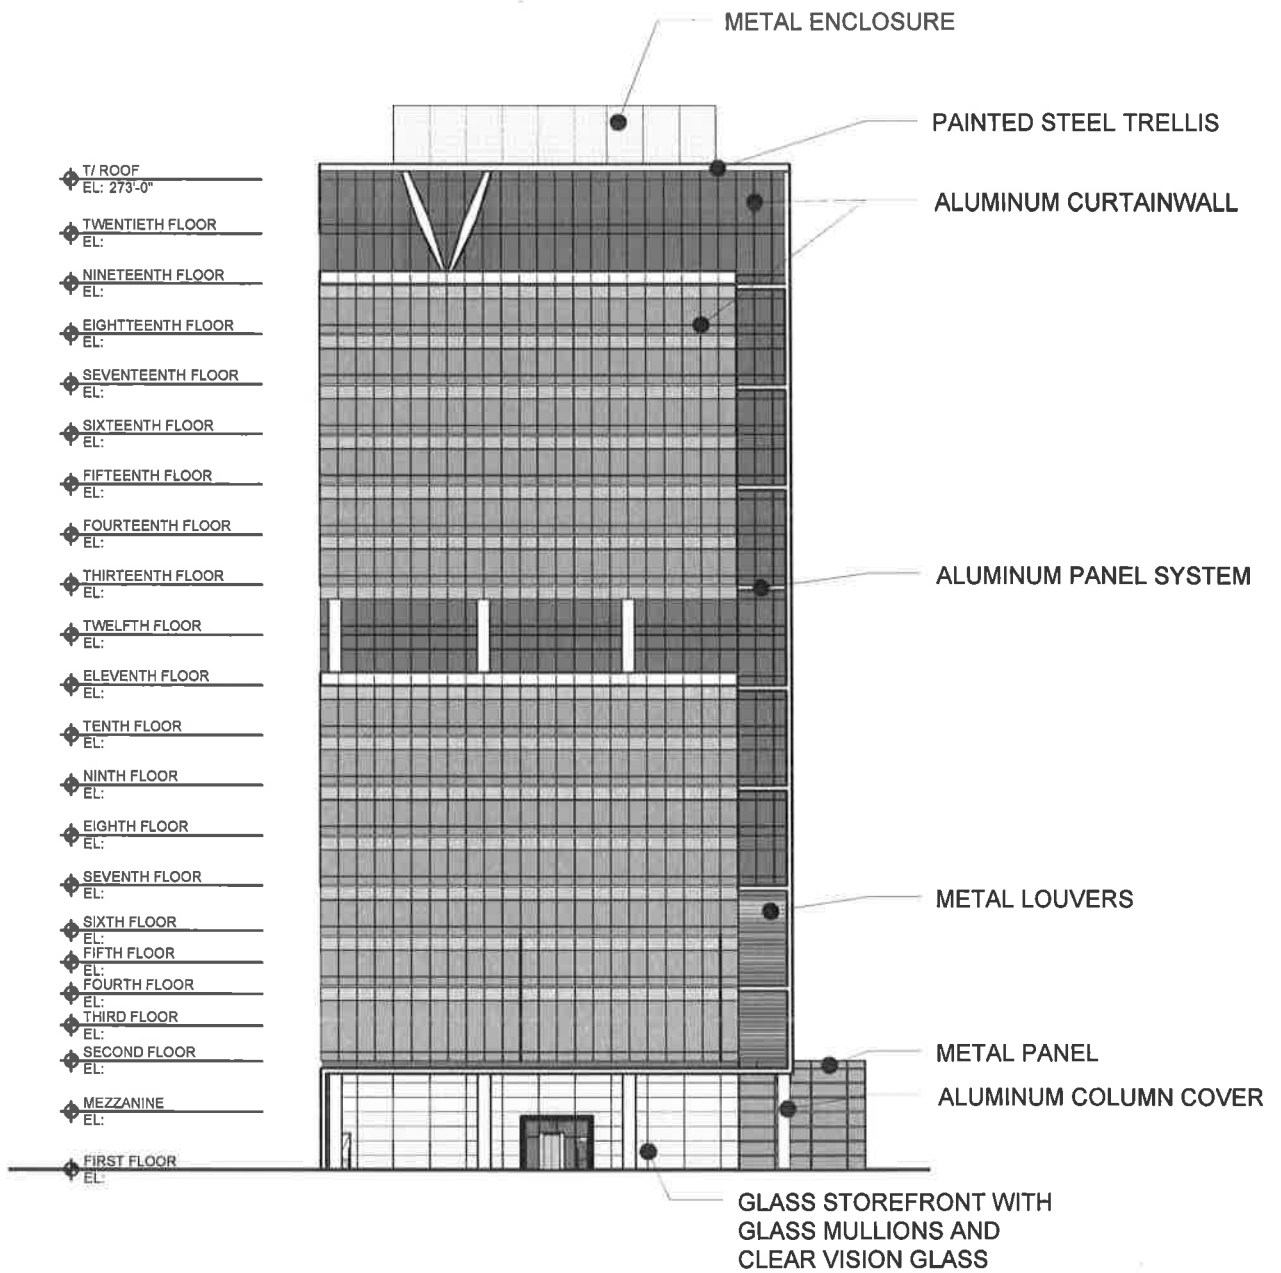 METAL ENCLOSURE
PAINTED STEEL TRELLIS
ALUMINUM CURTAINWALL
T/ ROOF
EL: 273'-0"
TWENTIETH FLOOR
EL:
NINETEENTH FLOOR
EL:
EIGHTTEENTH FLOOR
EL:
SEVENTEENTH FLOOR
EL:
SIXTEENTH FLOOR
EL:
FIFTEENTH FLOOR
EL:
FOURTEENTH FLOOR
EL:
THIRTEENTH FLOOR
EL:
ALUMINUM PANEL SYSTEM
TWELFTH FLOOR
EL:
ELEVENTH FLOOR
EL:
TENTH FLOOR
EL:
NINTH FLOOR
EL:
EIGHTH FLOOR
EL:
SEVENTH FLOOR
EL:
METAL LOUVERS
SIXTH FLOOR
EL:
FIFTH FLOOR
EL:
FOURTH FLOOR
EL:
THIRD FLOOR
EL:
SECOND FLOOR
EL:
METAL PANEL
ALUMINUM COLUMN COVER
MEZZANINE
EL:
FIRST FLOOR
EL:
GLASS STOREFRONT WITH
GLASS MULLIONS AND
CLEAR VISION GLASS